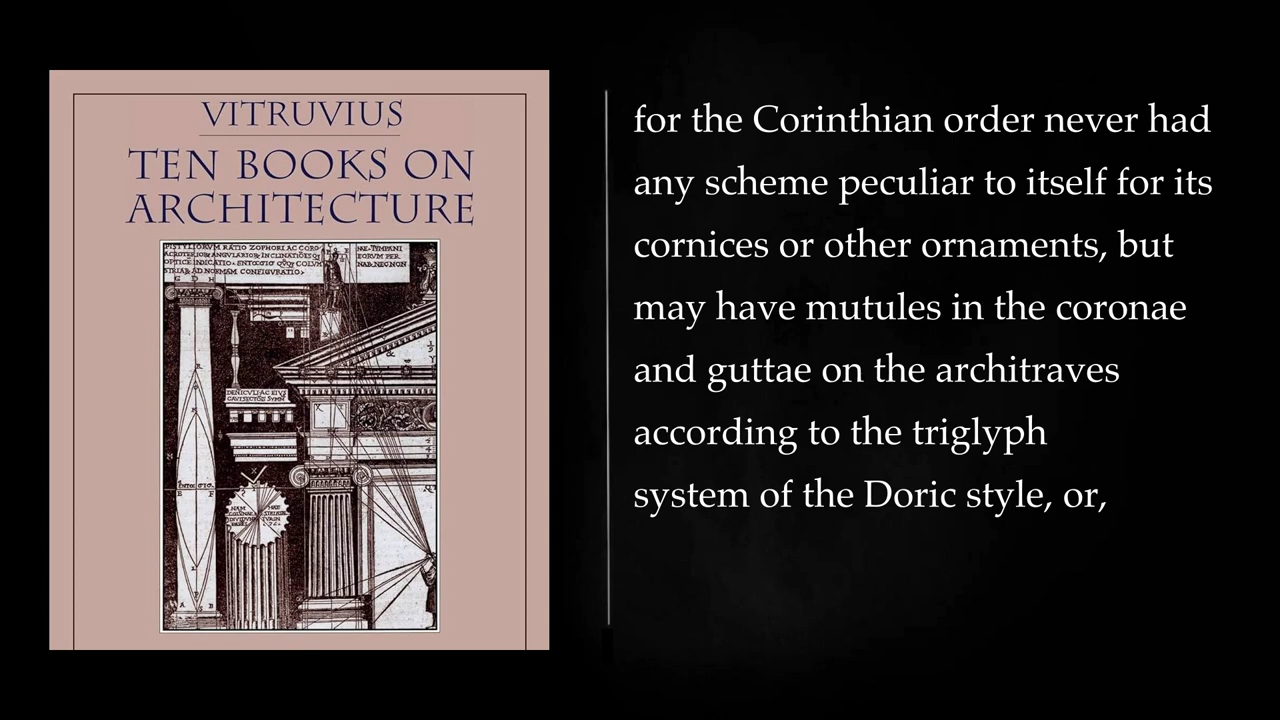 VITRUVIUS
TEN BOOKS ON
ARCHITECTURE
for the Corinthian order never had
any scheme peculiar to itself for its
cornices or other ornaments, but
may have mutules in the coronae
and guttae on the architraves
according to the triglyph
system of the Doric style, or,